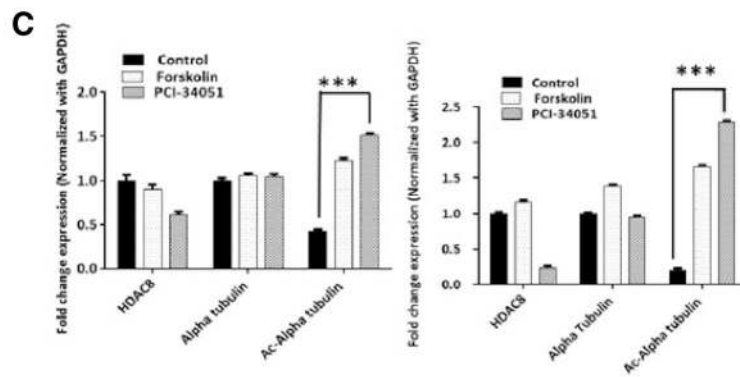 C
Fold change expression (Normalized with GAPDH)
Control
Forskolin
PCI-34051
***
2.0
1.5
1.0
0.5
0.0
HDAC8
Alpha tubulin
Ac-Alpha tubulin
Fold change expression (Normalized with GAPDH)
Control
Forskolin
PCI-34051
***
2.5
2.0
1.5
1.0
0.5
0.0
HDAC8
Alpha Tubulin
Ac-Alpha tubulin